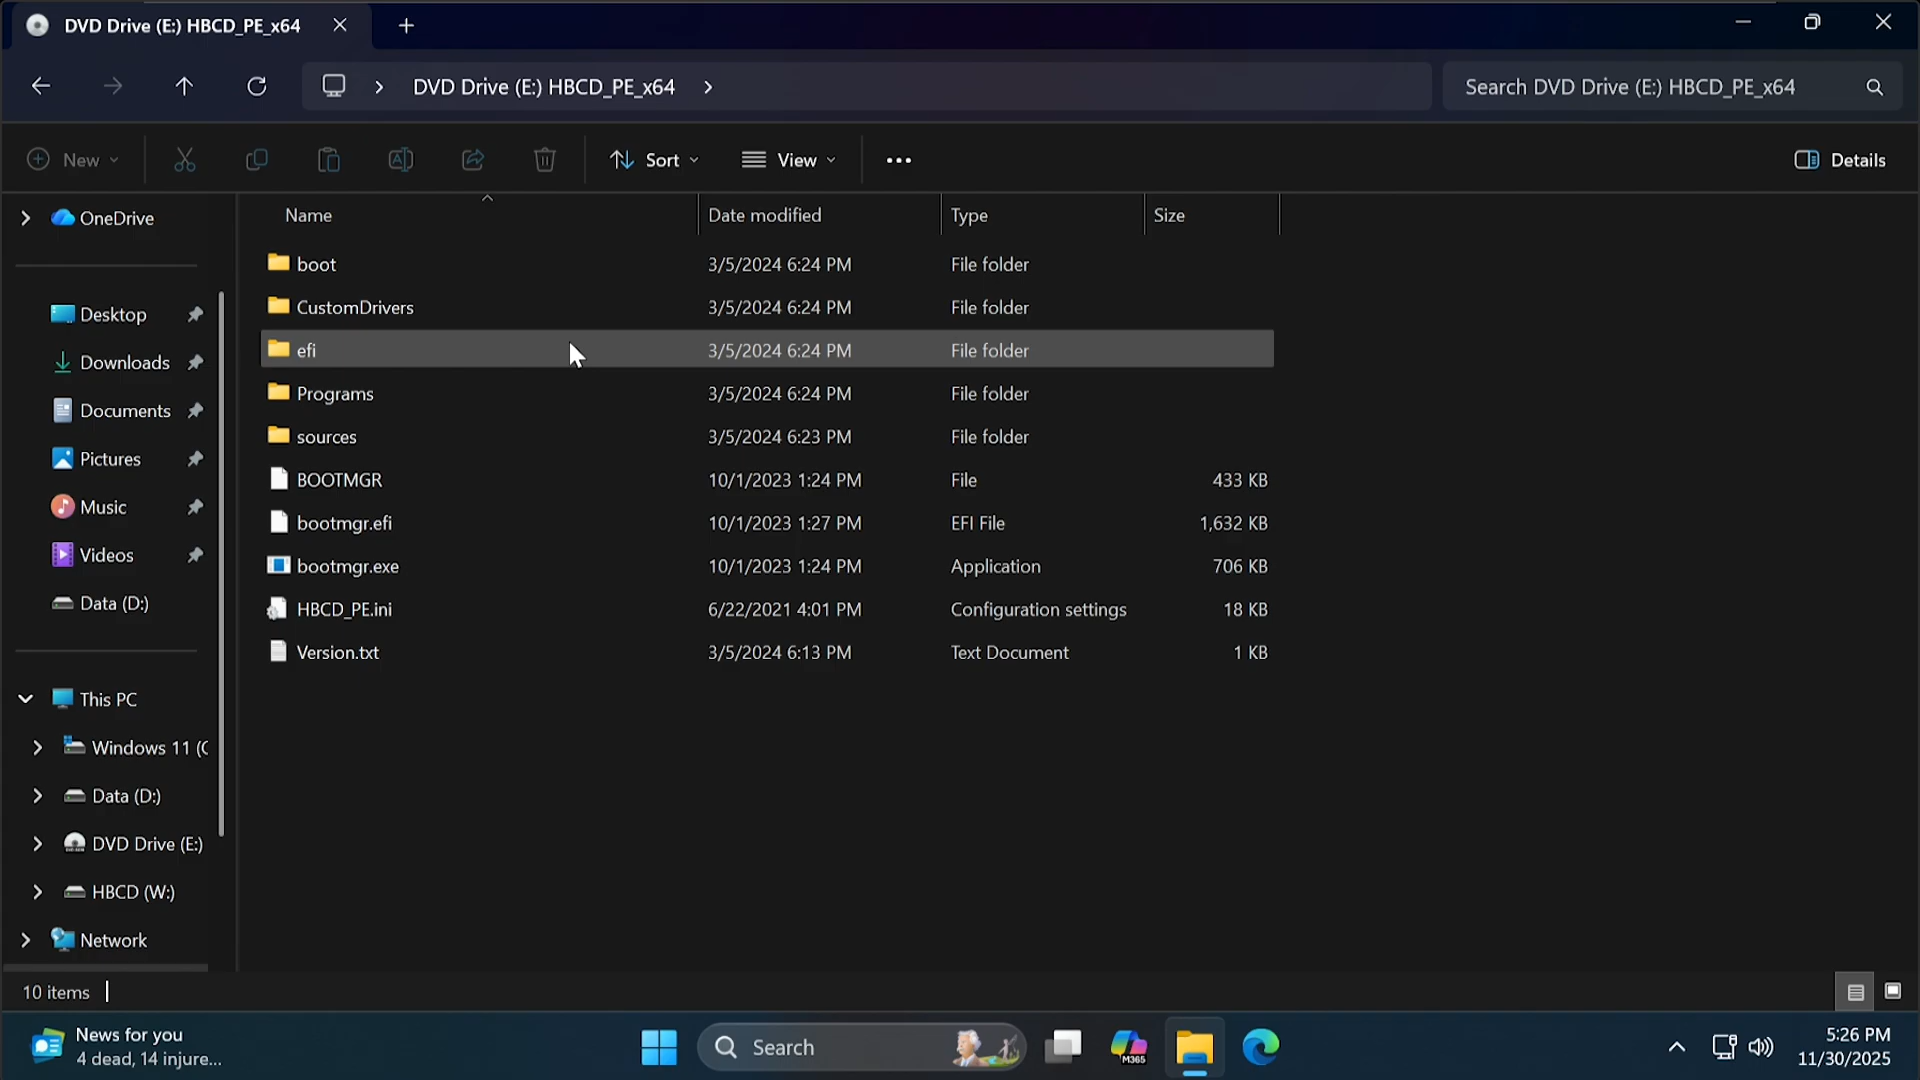 DVD Drive (E:) HBCD_PE_x64
DVD Drive (E:) HBCD_PE_x64
Search DVD Drive (E:) HBCD_PE_x64
New
Sort
View
Details
Name Date modified Type Size
OneDrive
Desktop
Downloads
Documents
Pictures
Music
Videos
Data (D:)
This PC
Windows 11 (C
Data (D:)
DVD Drive (E:)
HBCD (W:)
Network
boot 3/5/2024 6:24 PM File folder
CustomDrivers 3/5/2024 6:24 PM File folder
efi 3/5/2024 6:24 PM File folder
Programs 3/5/2024 6:24 PM File folder
sources 3/5/2024 6:23 PM File folder
BOOTMGR 10/1/2023 1:24 PM File 433 KB
bootmgr.efi 10/1/2023 1:27 PM EFI File 1,632 KB
bootmgr.exe 10/1/2023 1:24 PM Application 706 KB
HBCD_PE.ini 6/22/2021 4:01 PM Configuration settings 18 KB
Version.txt 3/5/2024 6:13 PM Text Document 1 KB
10 items
News for you
4 dead, 14 injure...
Search
M365
5:26 PM
11/30/2025